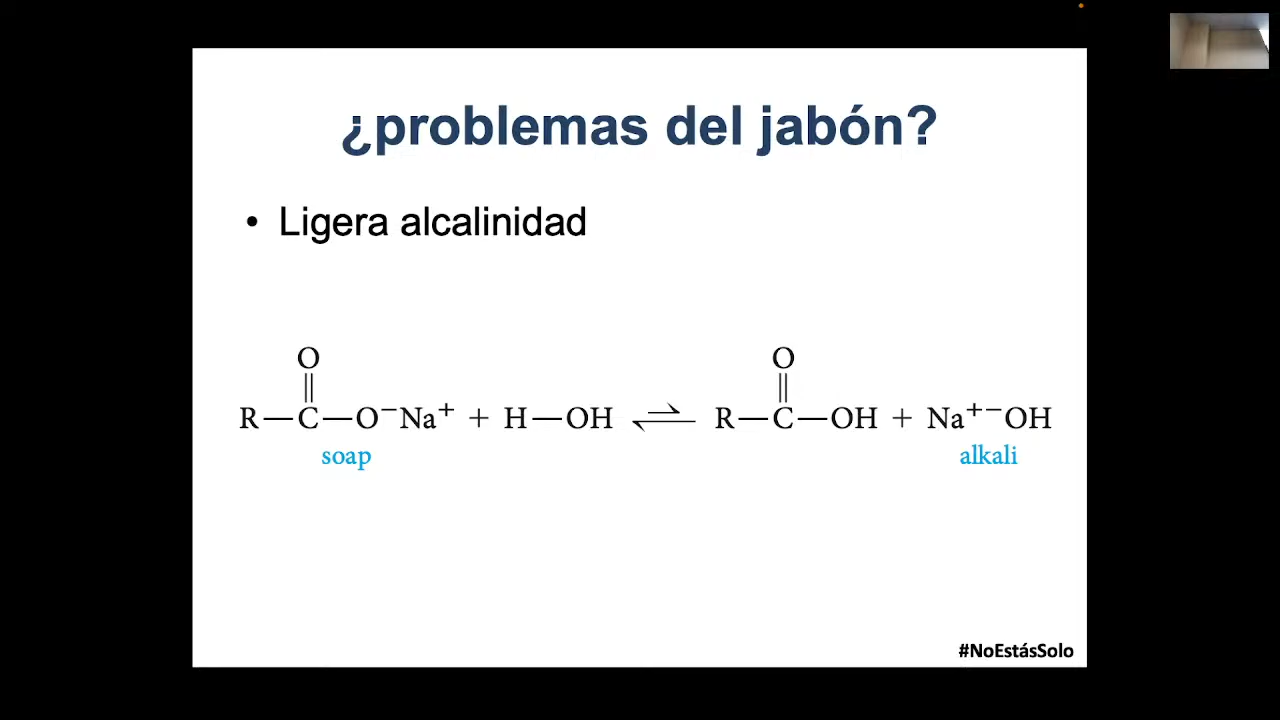 ¿problemas del jabón?
• Ligera alcalinidad
O O
R—C—O⁻Na⁺ + H—OH ⇌ R—C—OH + Na⁺⁻OH
soap alkali
#NoEstásSolo